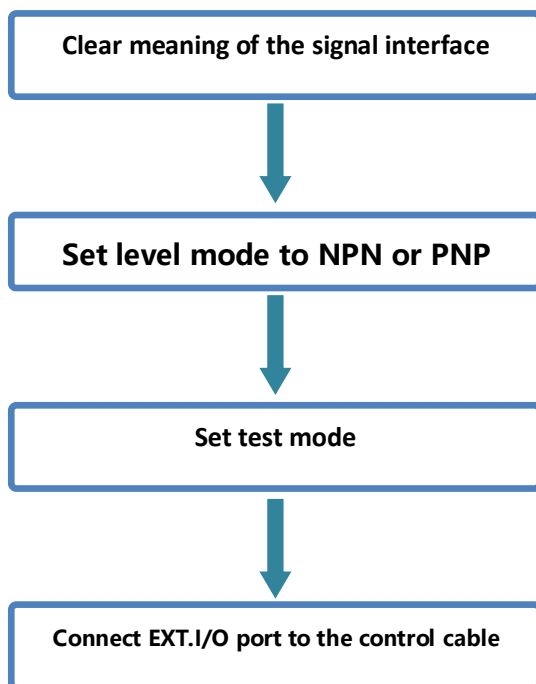 Clear meaning of the signal interface
Set level mode to NPN or PNP
Set test mode
Connect EXT.I/O port to the control cable